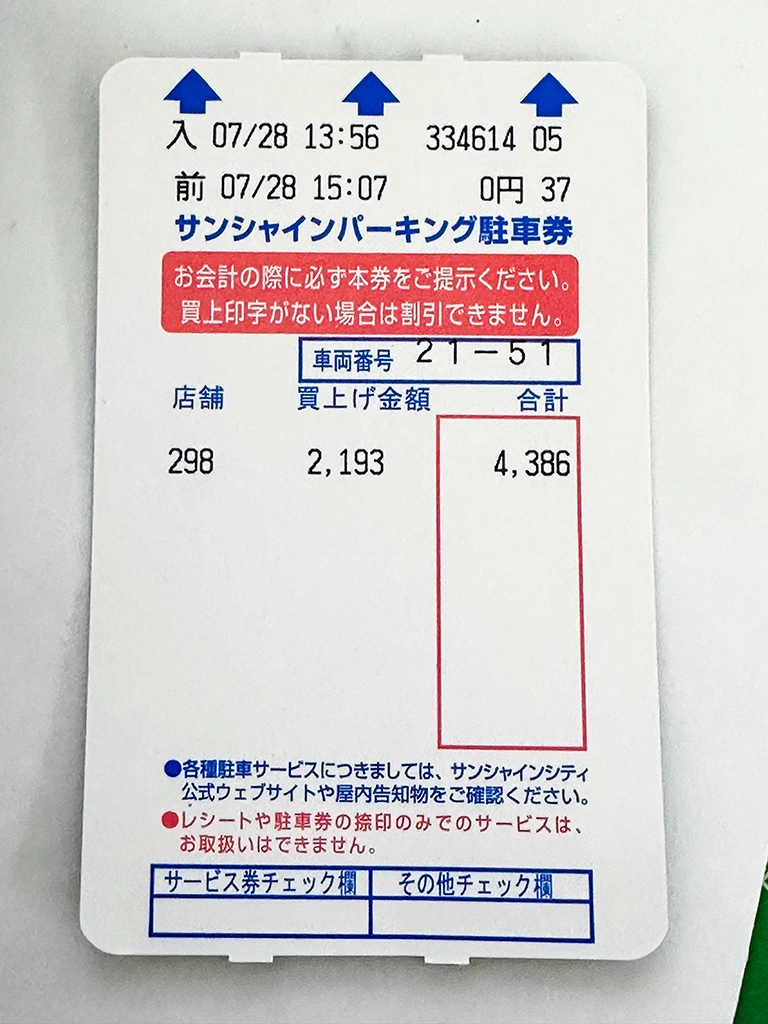 入 07/28 13:56 334614 05
前 07/28 15:07 0円 37
サンシャインパーキング駐車券
お会計の際に必ず本券をご提示ください。
買上印字がない場合は割引できません。
車両番号 21-51
店舗 買上げ金額 合計
298 2,193 4,386
●各種駐車サービスにつきましては、サンシャインシティ
公式ウェブサイトや屋内告知物をご確認ください。
●レシートや駐車券の捺印のみでのサービスは、
お取扱いはできません。
サービス券チェック欄 その他チェック欄